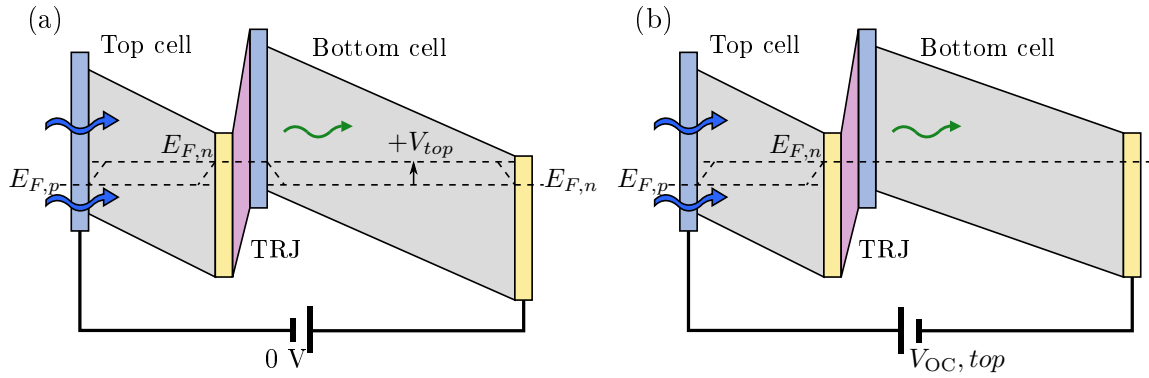 (a)
Top cell
Bottom cell
E_{F,n}
+V_{top}
E_{F,p}
E_{F,n}
TRJ
0 V
(b)
Top cell
Bottom cell
E_{F,n}
E_{F,p}
TRJ
V_{OC}, top